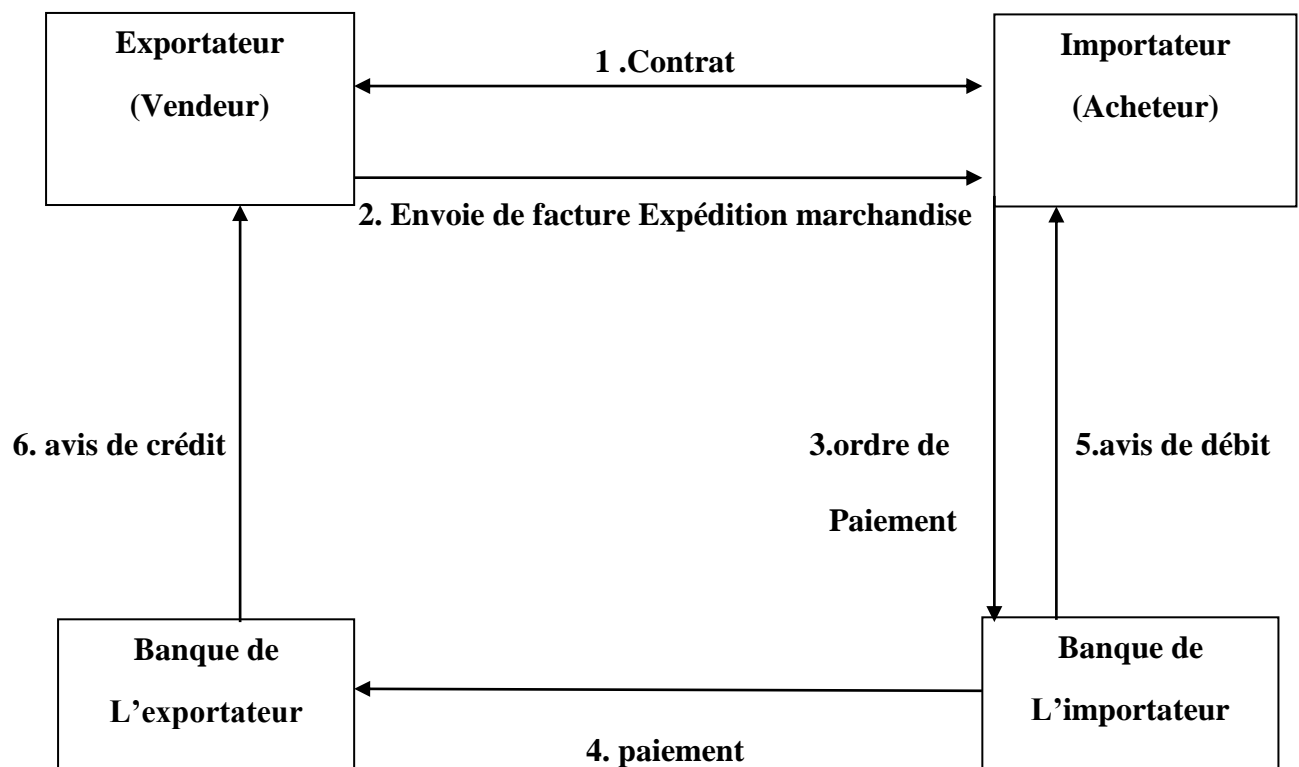 Exportateur
(Vendeur)
1 .Contrat
Importateur
(Acheteur)
2. Envoie de facture Expédition marchandise
6. avis de crédit
3.ordre de
Paiement
5.avis de débit
Banque de
L’exportateur
4. paiement
Banque de
L’importateur